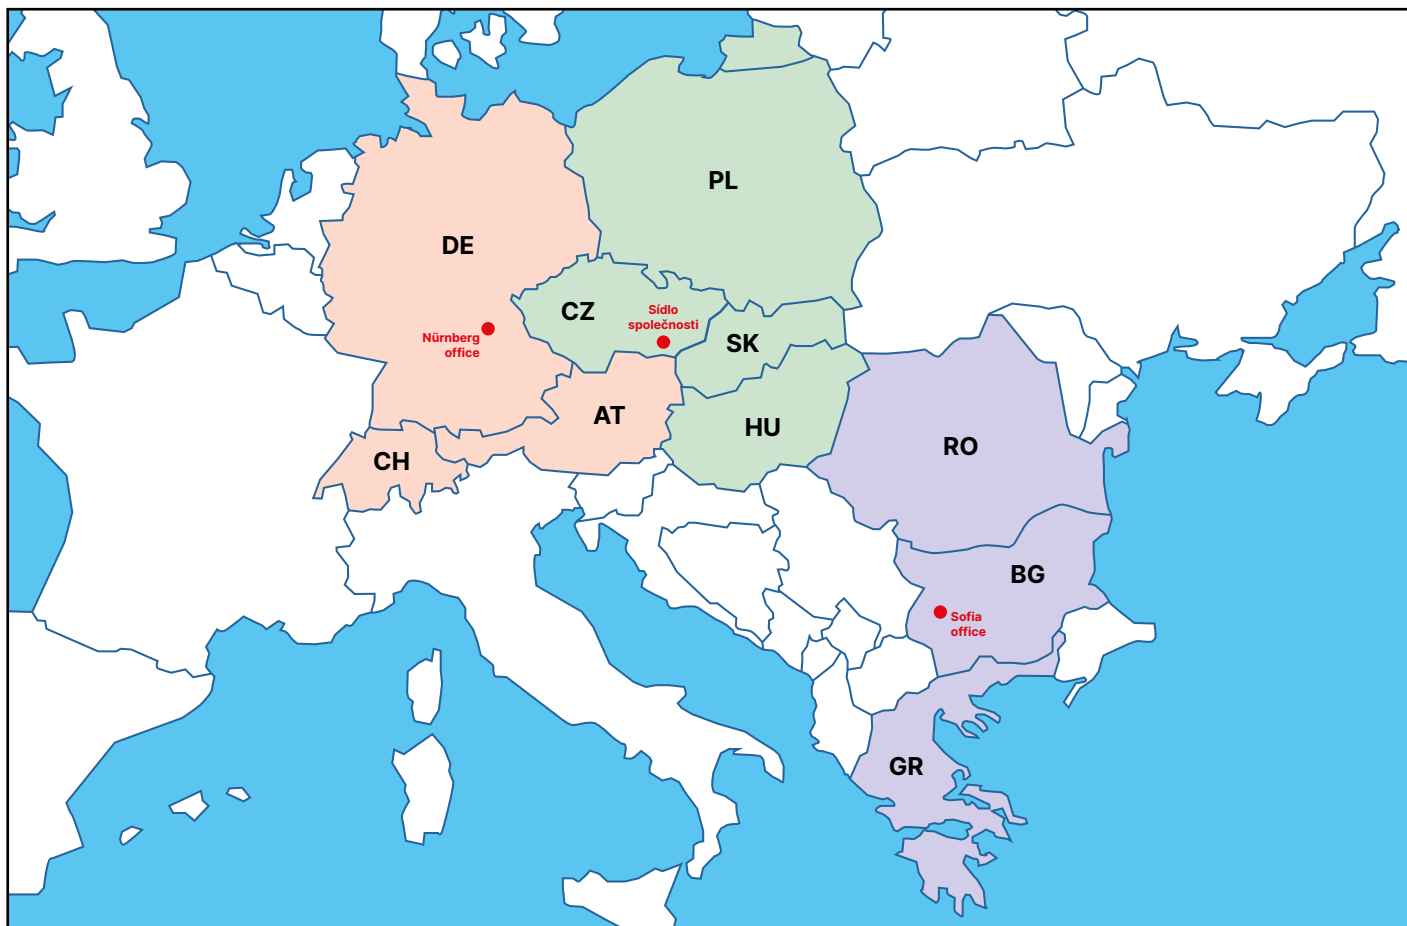 PL
DE
CZ
Sídlo
společnosti
Nürnberg
office
SK
AT
HU
RO
CH
BG
Sofia
office
GR